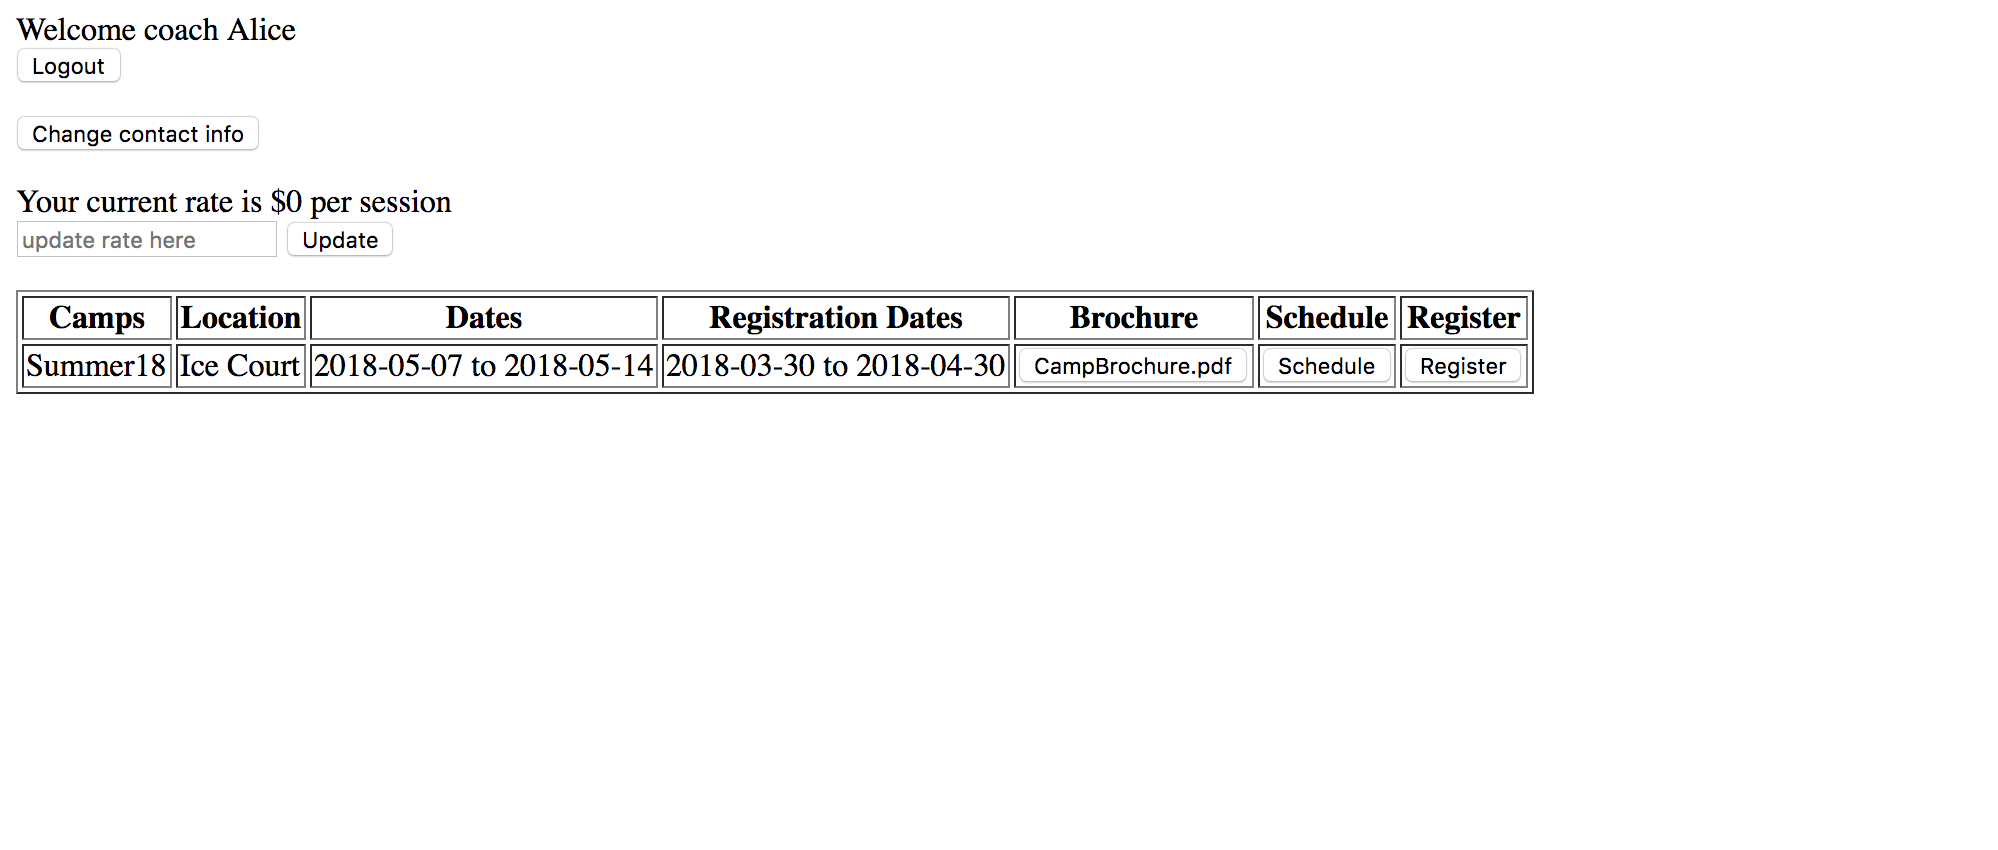 Welcome coach Alice
Logout
Change contact info
Your current rate is $0 per session
update rate here Update
Camps Location Dates Registration Dates Brochure Schedule Register
Summer18 Ice Court 2018-05-07 to 2018-05-14 2018-03-30 to 2018-04-30 CampBrochure.pdf Schedule Register